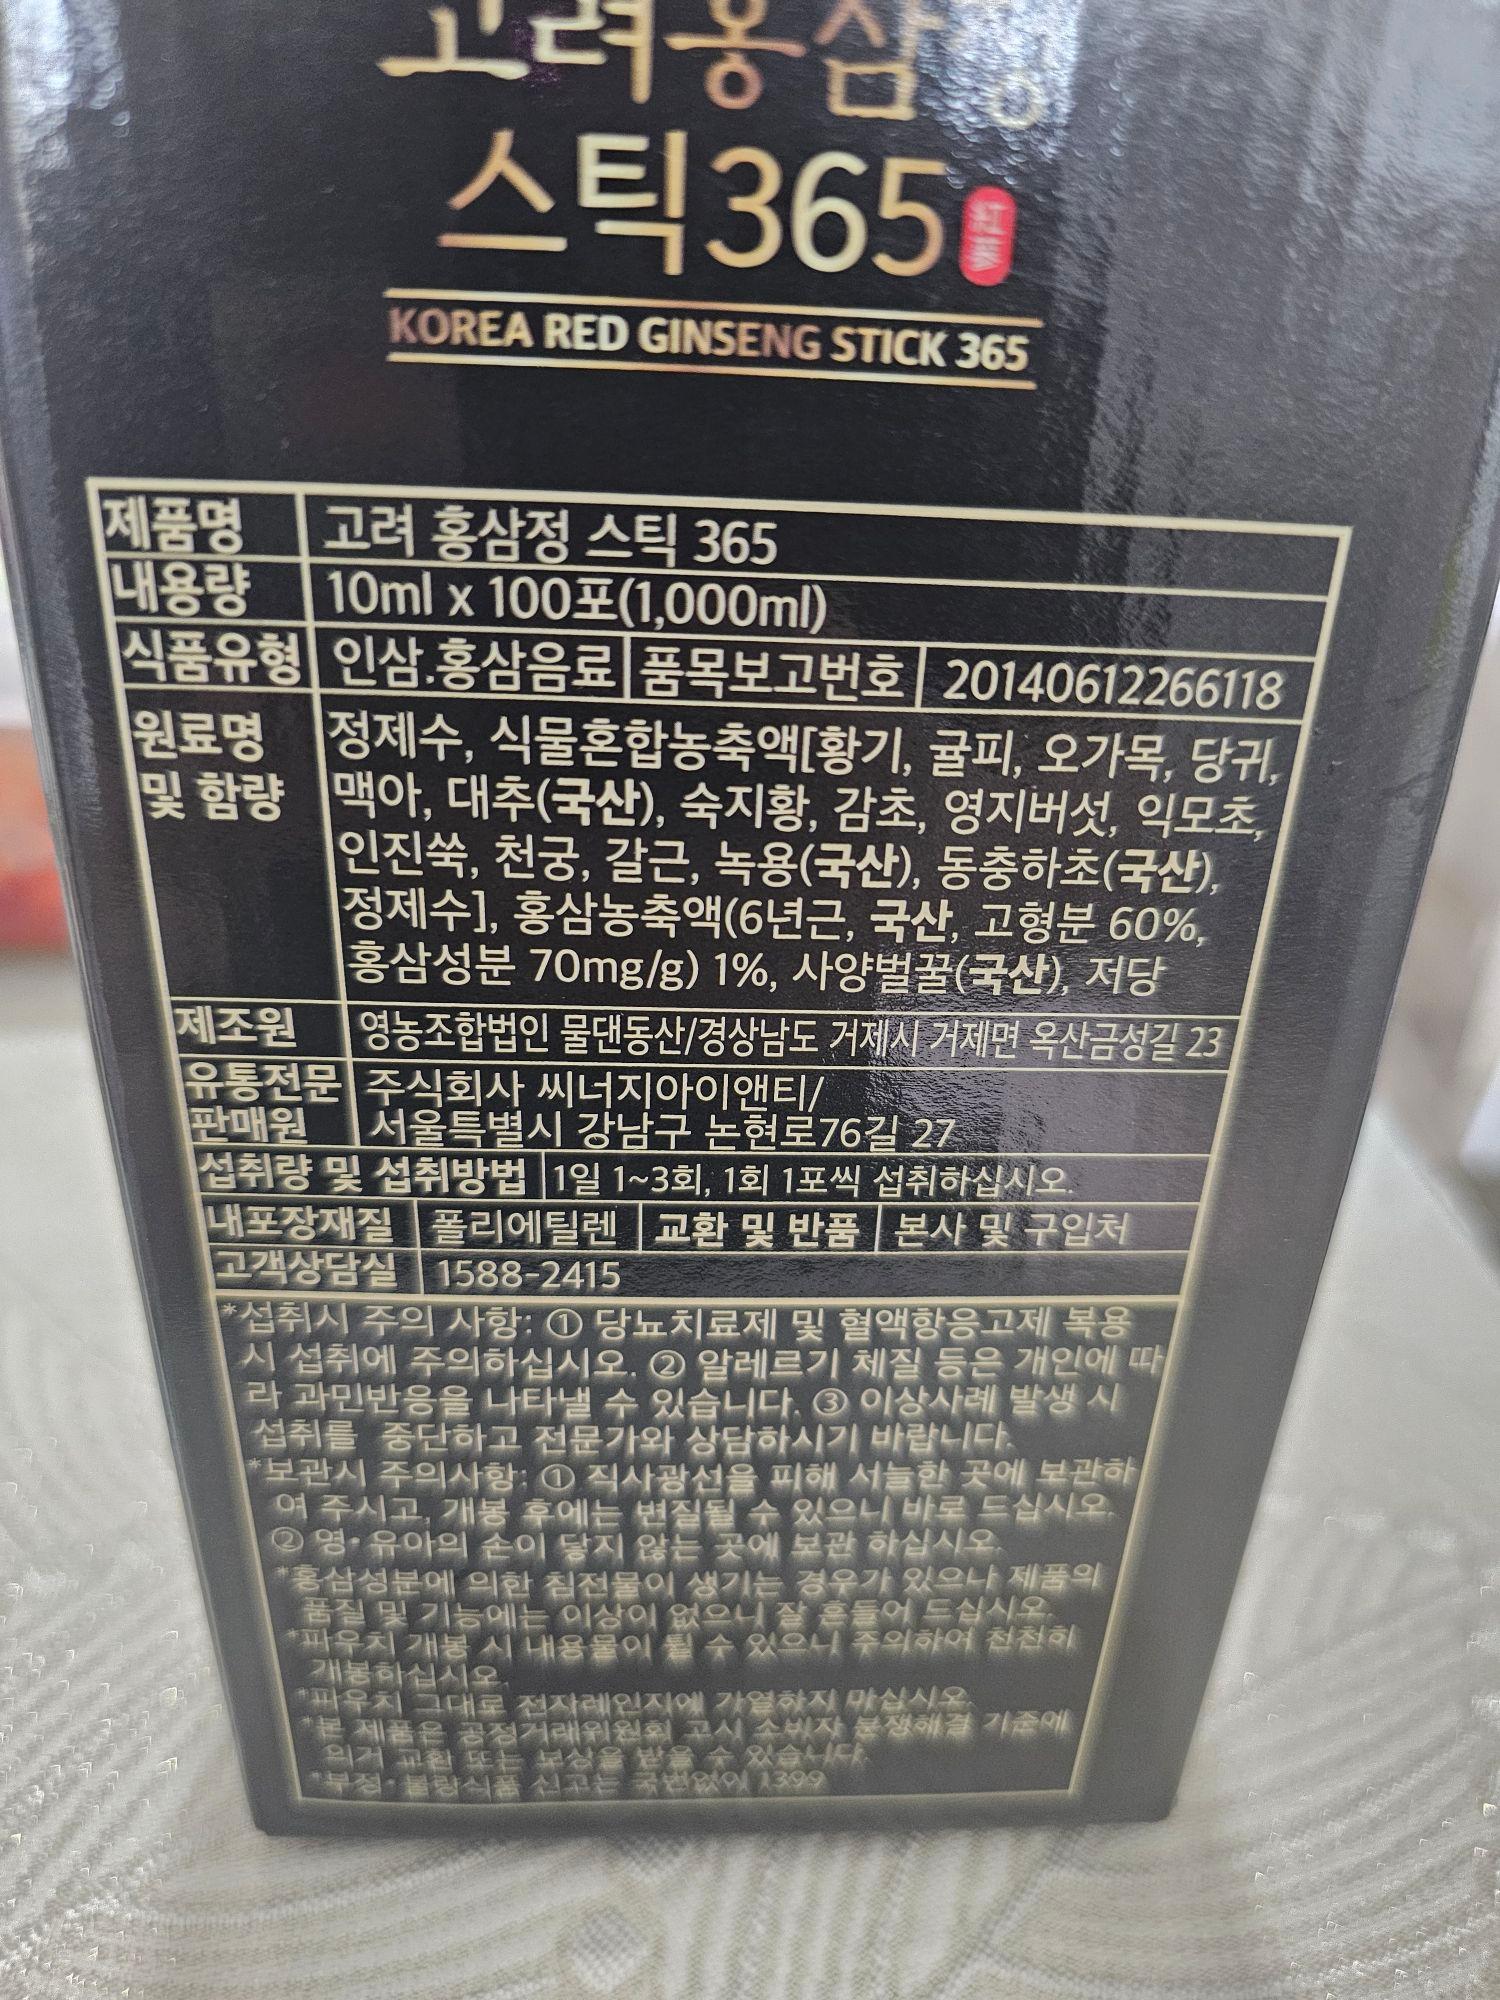 고려홍삼정
스틱365
紅蔘
KOREA RED GINSENG STICK 365
제품명 고려 홍삼정 스틱 365
내용량 10ml x 100포(1,000ml)
식품유형 인삼.홍삼음료 품목보고번호 20140612266118
원료명 정제수, 식물혼합농축액[황기, 귤피, 오가목, 당귀,
및 함량 맥아, 대추(국산), 숙지황, 감초, 영지버섯, 익모초,
인진쑥, 천궁, 갈근, 녹용(국산), 동충하초(국산),
정제수], 홍삼농축액(6년근, 국산, 고형분 60%,
홍삼성분 70mg/g) 1%, 사양벌꿀(국산), 저당
제조원 영농조합법인 물댄동산/경상남도 거제시 거제면 옥산금성길 23
유통전문 주식회사 씨너지아이앤티/
판매원 서울특별시 강남구 논현로76길 27
섭취량 및 섭취방법 1일 1~3회, 1회 1포씩 섭취하십시오.
내포장재질 폴리에틸렌 교환 및 반품 본사 및 구입처
고객상담실 1588-2415
*섭취시 주의 사항: ① 당뇨치료제 및 혈액항응고제 복용
시 섭취에 주의하십시오. ② 알레르기 체질 등은 개인에 따
라 과민반응을 나타낼 수 있습니다. ③ 이상사례 발생 시
섭취를 중단하고 전문가와 상담하시기 바랍니다.
*보관시 주의사항: ① 직사광선을 피해 서늘한 곳에 보관하
여 주시고, 개봉 후에는 변질될 수 있으니 바로 드십시오.
② 영·유아의 손이 닿지 않는 곳에 보관 하십시오.
*홍삼성분에 의한 침전물이 생기는 경우가 있으나 제품의
품질 및 기능에는 이상이 없으니 잘 흔들어 드십시오.
*파우치 개봉 시 내용물이 튈 수 있으니 주의하여 천천히
개봉하십시오.
*파우치 그대로 전자레인지에 가열하지 마십시오.
*본 제품은 공정거래위원회 고시 소비자 분쟁해결 기준에
의거 교환 또는 보상을 받을 수 있습니다.
*부정·불량식품 신고는 국번없이 1399